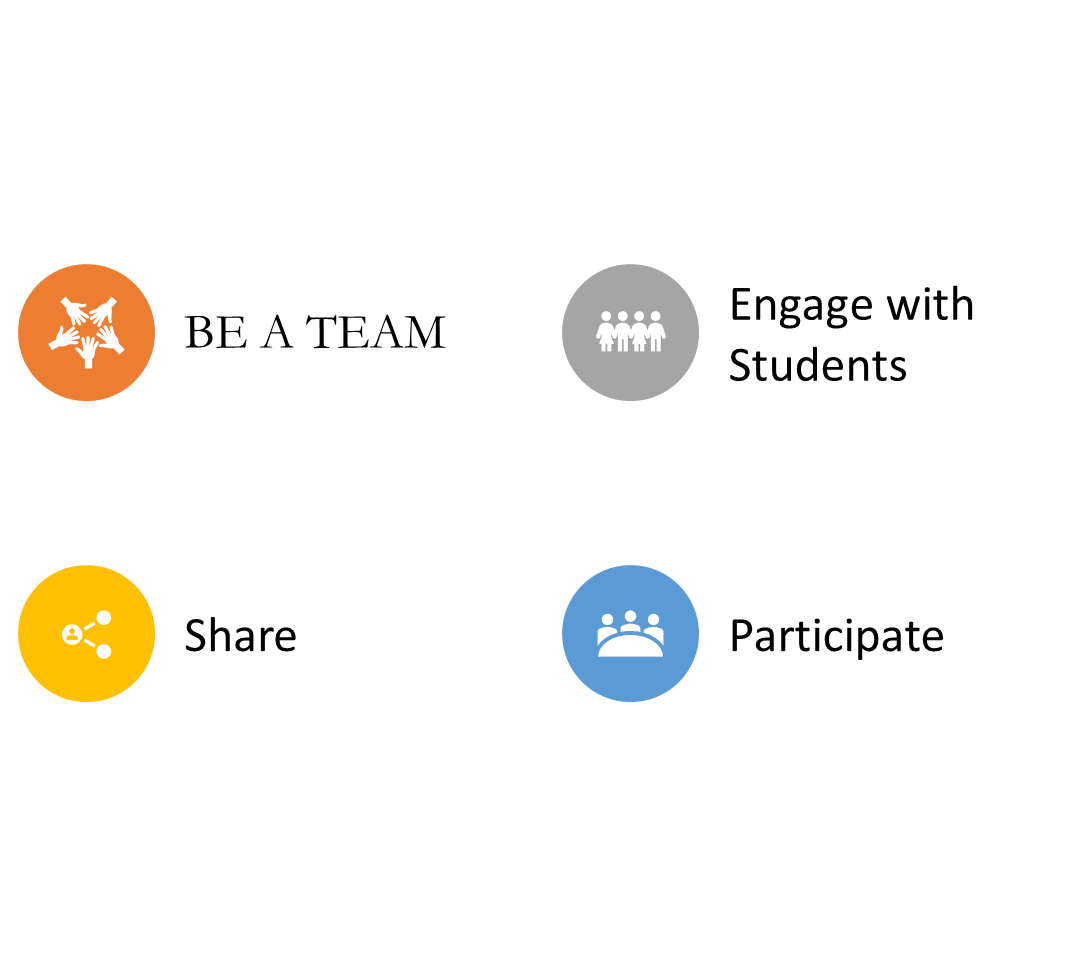 BE A TEAM
Engage with
Students
Share
Participate